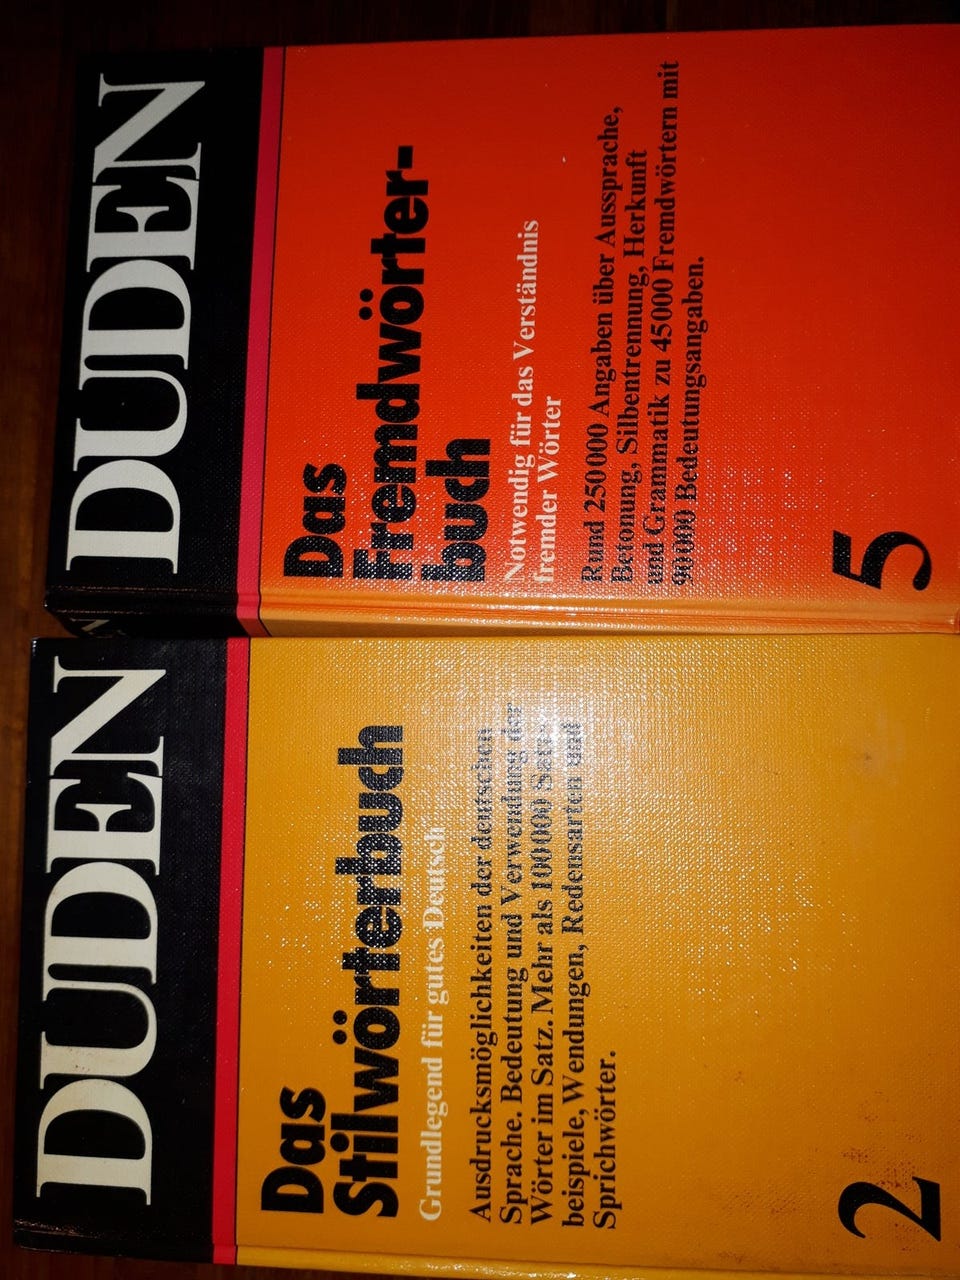 DUDEN
Das
Stilwörterbuch
Grundlegend für gutes Deutsch
Ausdrucksmöglichkeiten der deutschen
Sprache. Bedeutung und Verwendung der
Wörter im Satz. Mehr als 100000 Satz-
beispiele, Wendungen, Redensarten und
Sprichwörter.
2
DUDEN
Das
Fremdwörter-
buch
Notwendig für das Verständnis
fremder Wörter
Rund 250000 Angaben über Aussprache,
Betonung, Silbentrennung, Herkunft
und Grammatik zu 45000 Fremdwörtern mit
90000 Bedeutungsangaben.
5